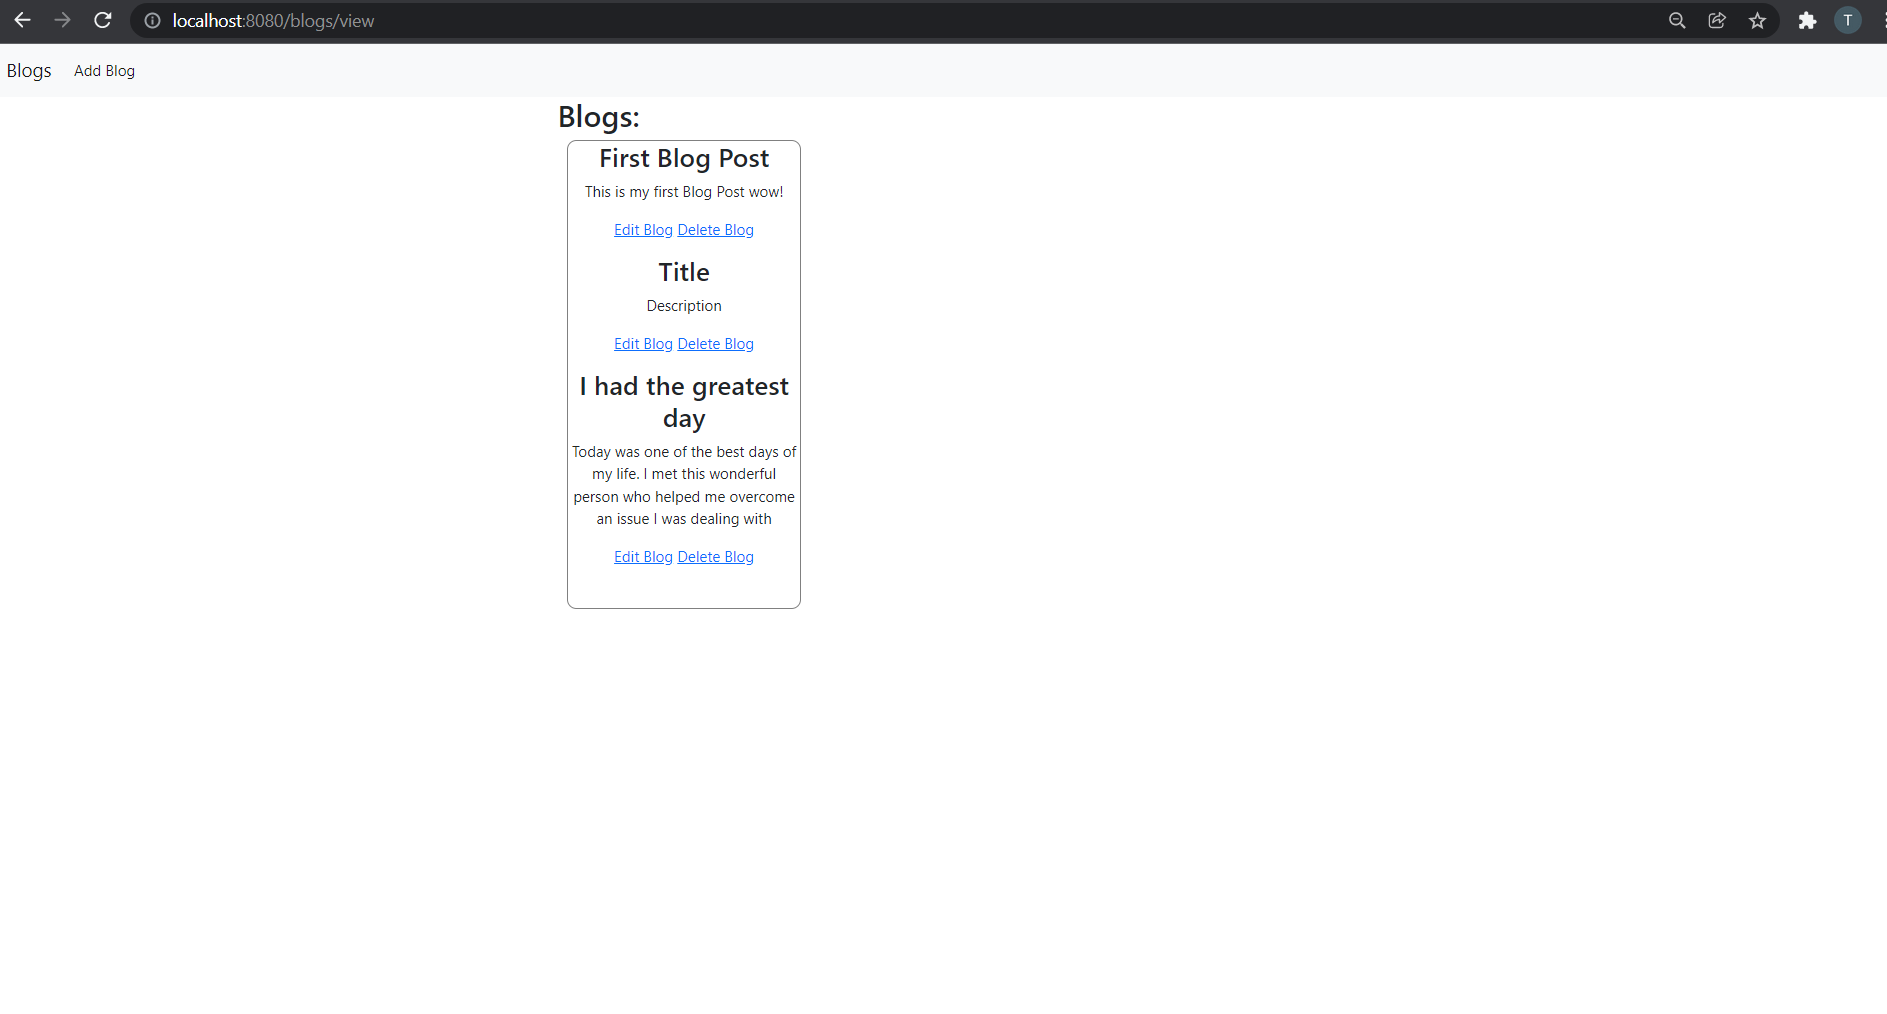 localhost:8080/blogs/view
T
Blogs Add Blog
Blogs:
First Blog Post
This is my first Blog Post wow!
Edit Blog Delete Blog
Title
Description
Edit Blog Delete Blog
I had the greatest
day
Today was one of the best days of
my life. I met this wonderful
person who helped me overcome
an issue I was dealing with
Edit Blog Delete Blog